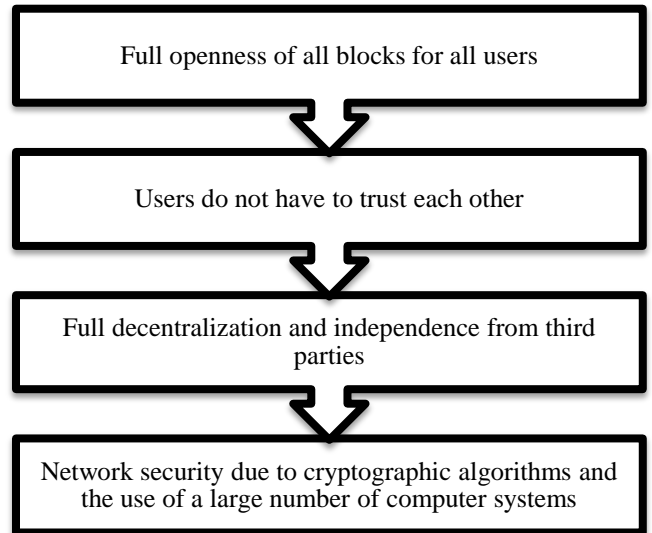 Full openness of all blocks for all users
Users do not have to trust each other
Full decentralization and independence from third
parties
Network security due to cryptographic algorithms and
the use of a large number of computer systems